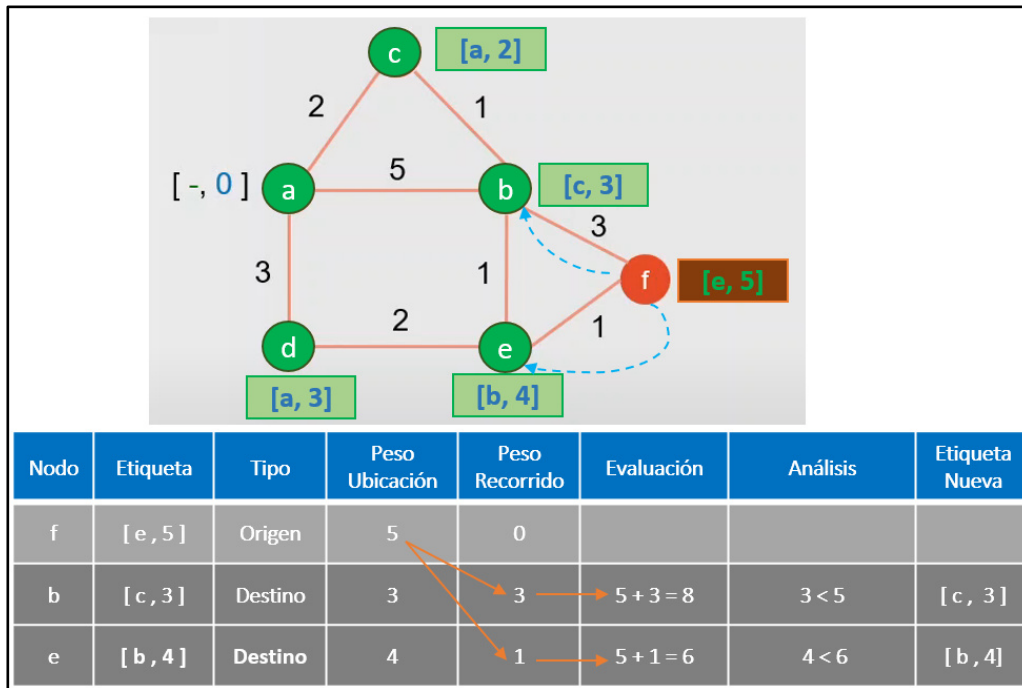 c [a, 2]
2 1
[ -, 0 ] a 5 b [c, 3]
3
3 1 f [e, 5]
2 1
d e
[a, 3] [b, 4]
Nodo Etiqueta Tipo Peso Ubicación Peso Recorrido Evaluación Análisis Etiqueta Nueva
f [ e , 5 ] Origen 5 0
b [ c , 3 ] Destino 3 3 5 + 3 = 8 3 < 5 [ c , 3 ]
e [ b , 4 ] Destino 4 1 5 + 1 = 6 4 < 6 [ b , 4]